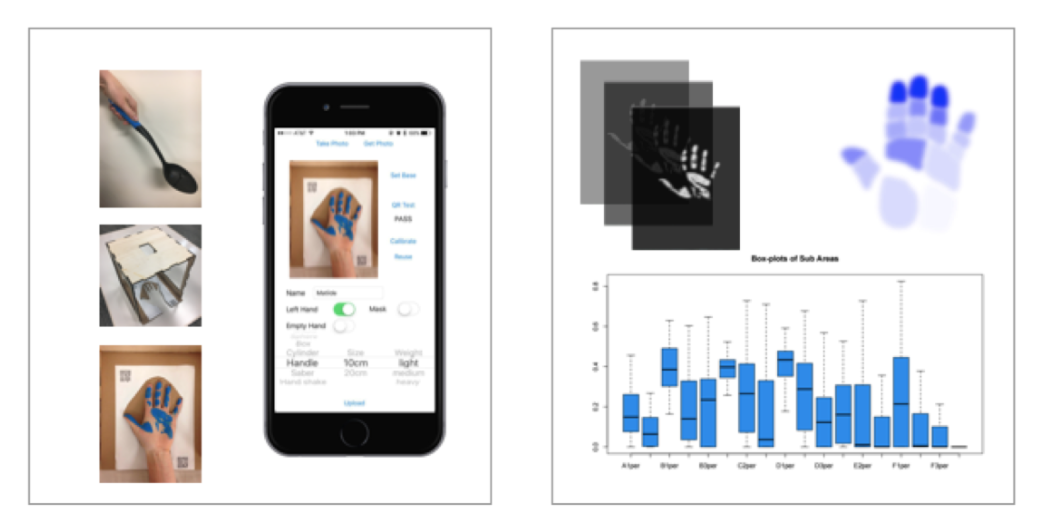 AT&T 1:00 PM
Take Photo Get Photo
Set Base
QR Test
PASS
Calibrate
Reuse
Name Matilde
Left Hand Mask
Empty Hand
Box
Cylinder Size Weight
Handle 10cm light
Saber 20cm medium
Hand shake heavy
Upload
Box-plots of Sub Areas
0.8
0.6
0.4
0.2
0.0
A1per B1per B3per C2per D1per D3per E2per F1per F3per